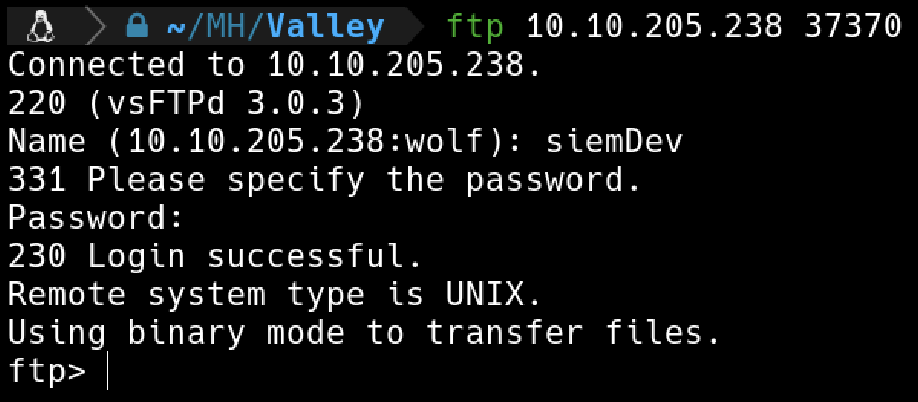 ~/MH/Valley ftp 10.10.205.238 37370
Connected to 10.10.205.238.
220 (vsFTPd 3.0.3)
Name (10.10.205.238:wolf): siemDev
331 Please specify the password.
Password:
230 Login successful.
Remote system type is UNIX.
Using binary mode to transfer files.
ftp>